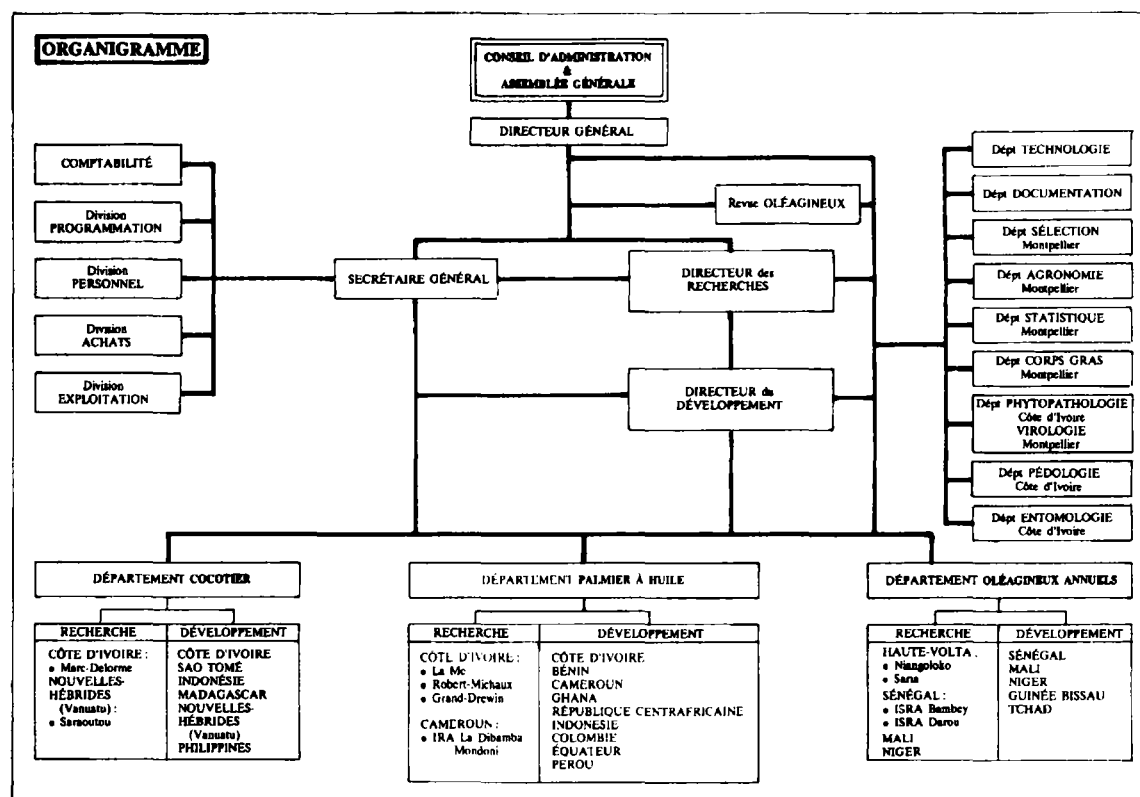 ORGANIGRAMME
CONSEIL D'ADMINISTRATION
&
ASSEMBLÉE GÉNÉRALE
DIRECTEUR GÉNÉRAL
Revue OLÉAGINEUX
SECRÉTAIRE GÉNÉRAL
DIRECTEUR des
RECHERCHES
DIRECTEUR du
DÉVELOPPEMENT
COMPTABILITÉ
Division
PROGRAMMATION
Division
PERSONNEL
Division
ACHATS
Division
EXPLOITATION
Dépt TECHNOLOGIE
Dépt DOCUMENTATION
Dépt SÉLECTION
Montpellier
Dépt AGRONOMIE
Montpellier
Dépt STATISTIQUE
Montpellier
Dépt CORPS GRAS
Montpellier
Dépt PHYTOPATHOLOGIE
Côte d'Ivoire
VIROLOGIE
Montpellier
Dépt PÉDOLOGIE
Côte d'Ivoire
Dépt ENTOMOLOGIE
Côte d'Ivoire
DÉPARTEMENT COCOTIER
RECHERCHE
CÔTE D'IVOIRE :
• Marc-Delorme
NOUVELLES-
HÉBRIDES
(Vanuatu) :
• Saraoutou
DÉVELOPPEMENT
CÔTE D'IVOIRE
SAO TOMÉ
INDONÉSIE
MADAGASCAR
NOUVELLES-
HÉBRIDES
(Vanuatu)
PHILIPPINES
DÉPARTEMENT PALMIER À HUILE
RECHERCHE
CÔTE D'IVOIRE :
• La Mé
• Robert-Michaux
• Grand-Drewin
CAMEROUN :
• IRA La Dibamba
Mondoni
DÉVELOPPEMENT
CÔTE D'IVOIRE
BÉNIN
CAMEROUN
GHANA
RÉPUBLIQUE CENTRAFRICAINE
INDONESIE
COLOMBIE
ÉQUATEUR
PEROU
DÉPARTEMENT OLÉAGINEUX ANNUELS
RECHERCHE
HAUTE-VOLTA :
• Niangoloko
• Saria
SÉNÉGAL :
• ISRA Bambey
• ISRA Darou
MALI
NIGER
DÉVELOPPEMENT
SÉNÉGAL
MALI
NIGER
GUINÉE BISSAU
TCHAD